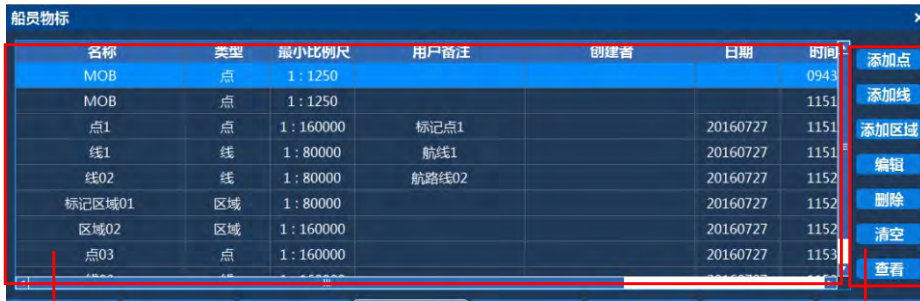 船员物标
名称 类型 最小比例尺 用户备注 创建者 日期 时间
MOB 点 1 : 1250 0943
MOB 点 1 : 1250 1151
点1 点 1 : 160000 标记点1 20160727 1151
线1 线 1 : 80000 航线1 20160727 1151
线02 线 1 : 80000 航路线02 20160727 1152
标记区域01 区域 1 : 80000 20160727 1152
区域02 区域 1 : 160000 20160727 1152
点03 点 1 : 160000 20160727 1153
添加点
添加线
添加区域
编辑
删除
清空
查看